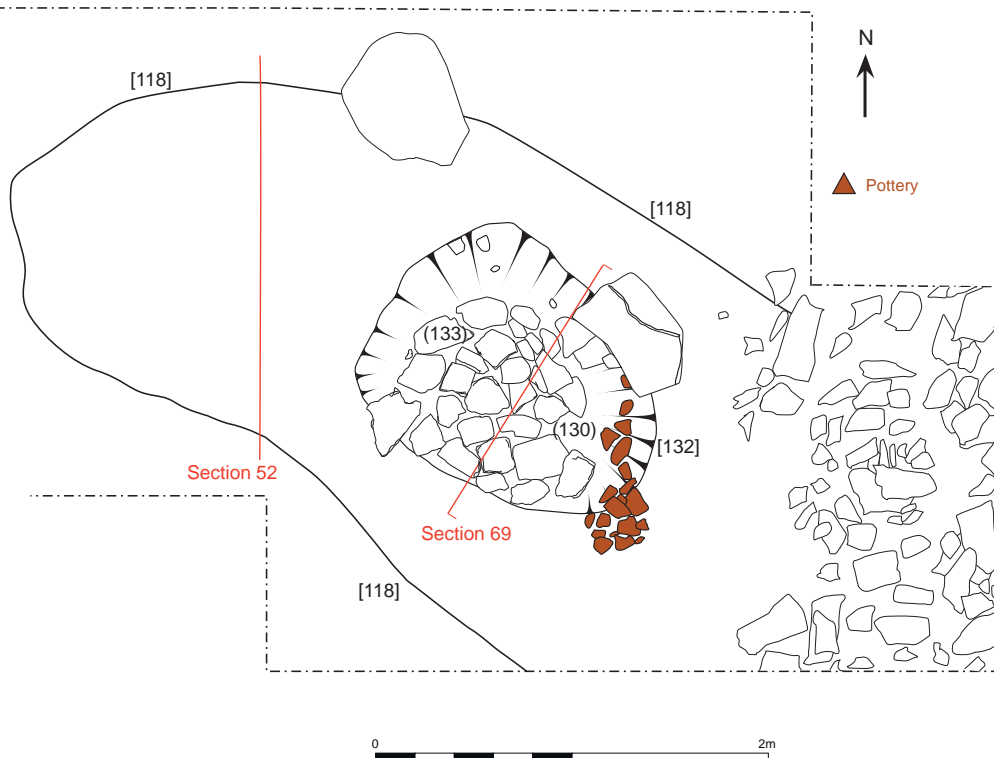 N
[118]
Pottery
[118]
(133)
(130)
[132]
Section 52
Section 69
[118]
0 2m